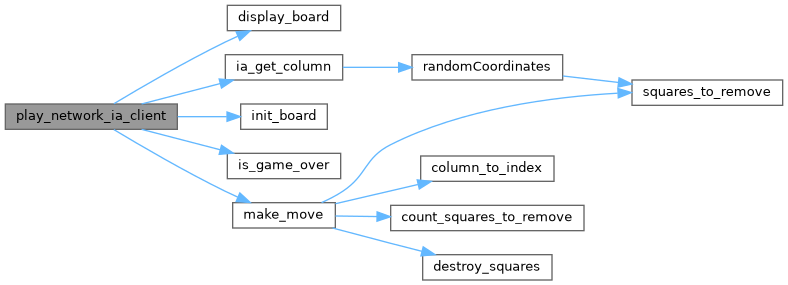 display_board
ia_get_column
randomCoordinates
squares_to_remove
play_network_ia_client
init_board
is_game_over
column_to_index
make_move
count_squares_to_remove
destroy_squares